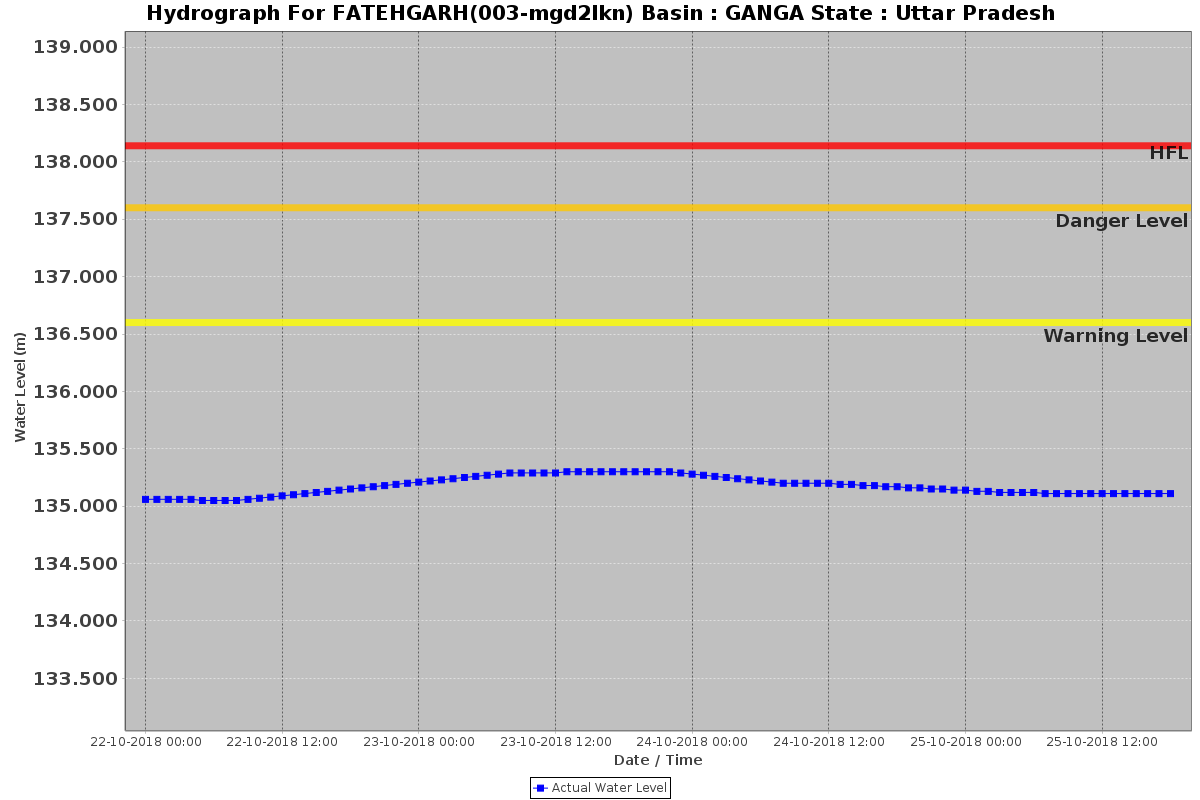 Hydrograph For FATEHGARH(003-mgd2lkn) Basin : GANGA State : Uttar Pradesh
139.000
138.500
HFL
138.000
137.500
Danger Level
137.000
136.500
Warning Level
136.000
135.500
135.000
134.500
134.000
133.500
Water Level (m)
22-10-2018 00:00 22-10-2018 12:00 23-10-2018 00:00 23-10-2018 12:00 24-10-2018 00:00 24-10-2018 12:00 25-10-2018 00:00 25-10-2018 12:00
Date / Time
Actual Water Level